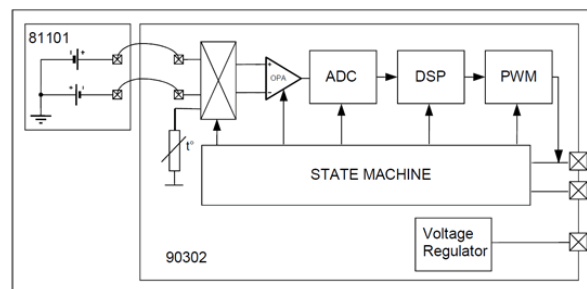 81101
- +
+ -
OPA
ADC
DSP
PWM
+
-
t°
STATE MACHINE
Voltage
Regulator
90302